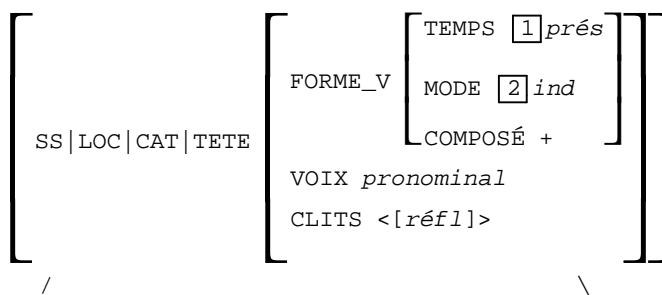 TEMPS 1 prés
FORME_V MODE 2 ind
SS|LOC|CAT|TETE COMPOSÉ +
VOIX pronominal
CLITS <[réfl]>
/ \